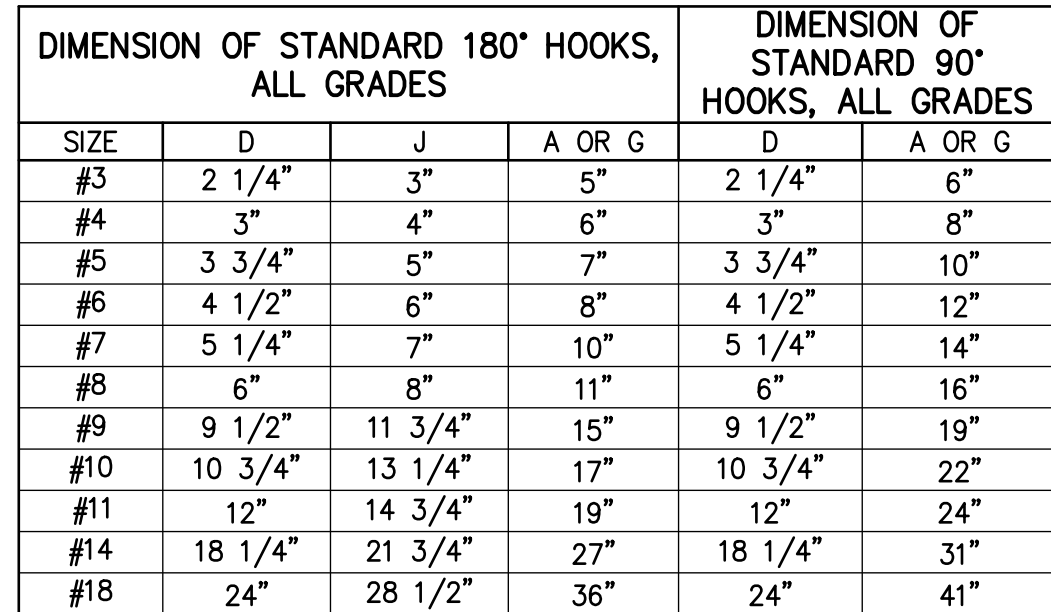 DIMENSION OF STANDARD 180° HOOKS,
ALL GRADES
DIMENSION OF
STANDARD 90°
HOOKS, ALL GRADES
SIZE D J A OR G D A OR G
#3 2 1/4" 3" 5" 2 1/4" 6"
#4 3" 4" 6" 3" 8"
#5 3 3/4" 5" 7" 3 3/4" 10"
#6 4 1/2" 6" 8" 4 1/2" 12"
#7 5 1/4" 7" 10" 5 1/4" 14"
#8 6" 8" 11" 6" 16"
#9 9 1/2" 11 3/4" 15" 9 1/2" 19"
#10 10 3/4" 13 1/4" 17" 10 3/4" 22"
#11 12" 14 3/4" 19" 12" 24"
#14 18 1/4" 21 3/4" 27" 18 1/4" 31"
#18 24" 28 1/2" 36" 24" 41"